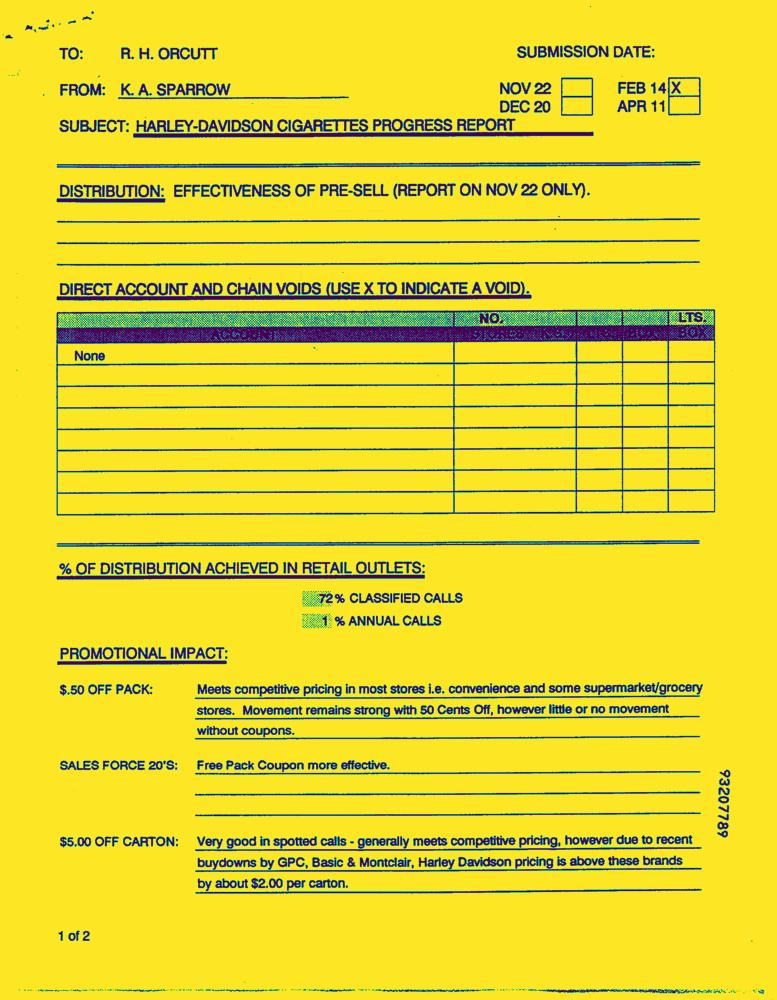 TO: R. H. ORCUTT
SUBMISSION DATE:
FROM: K. A. SPARROW
NOV 22 FEB 14 X
DEC 20 APR 11
SUBJECT: HARLEY-DAVIDSON CIGARETTES PROGRESS REPORT
DISTRIBUTION: EFFECTIVENESS OF PRE-SELL (REPORT ON NOV 22 ONLY).
DIRECT ACCOUNT AND CHAIN VOIDS (USE X TO INDICATE A VOID).
NO. LTS.
ACCOUNT STORES BOX BOX
None
% OF DISTRIBUTION ACHIEVED IN RETAIL OUTLETS:
72% CLASSIFIED CALLS
1 % ANNUAL CALLS
PROMOTIONAL IMPACT:
$.50 OFF PACK: Meets competitive pricing in most stores i.e. convenience and some supermarket/grocery
stores. Movement remains strong with 50 Cents Off, however little or no movement
without coupons.
SALES FORCE 20'S: Free Pack Coupon more effective.
$5.00 OFF CARTON: Very good in spotted calls - generally meets competitive pricing, however due to recent
buydowns by GPC, Basic & Montclair, Harley Davidson pricing is above these brands
by about $2.00 per carton.
93207789
1 of 2